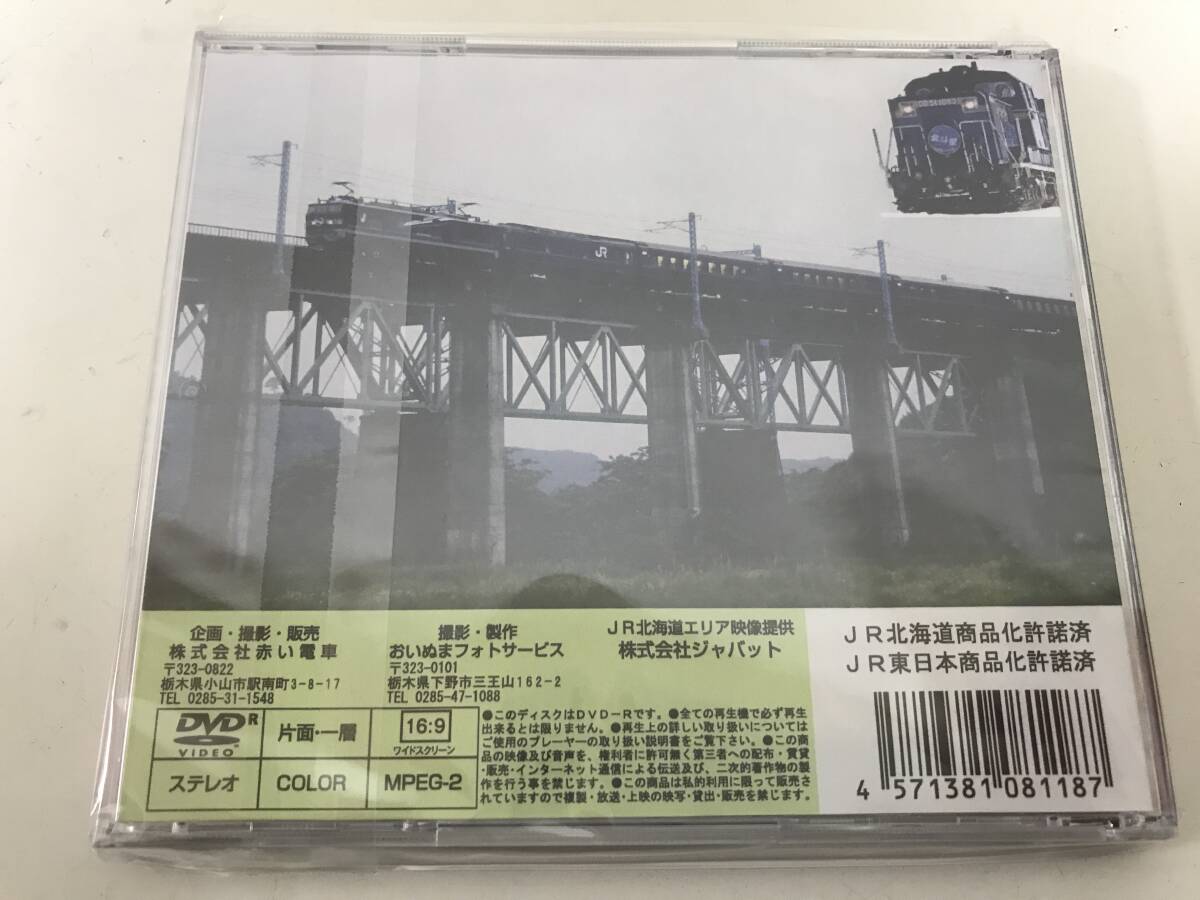 DD51 1083
北斗星
JR
企画・撮影・販売
株式会社赤い電車
〒323-0822
栃木県小山市駅南町3-8-17
TEL 0285-31-1548
撮影・製作
おいぬまフォトサービス
〒323-0101
栃木県下野市三王山162-2
TEL 0285-47-1088
JR北海道エリア映像提供
株式会社ジャバット
JR北海道商品化許諾済
JR東日本商品化許諾済
DVD R
VIDEO
片面・一層
16:9
ワイドスクリーン
ステレオ
COLOR
MPEG-2
●このディスクはDVD-Rです。●全ての再生機で必ず再生
出来るとは限りません。●再生上の詳しい取り扱いについては
ご使用のプレーヤーの取り扱い説明書をご覧下さい。●この商
品の映像及び音声を、権利者に許可無く第三者への配布・賃貸
・販売・インターネット通信による伝送及び、二次的著作物の製
作を行う事を禁じます。●この商品は私的利用に限って販売さ
れていますので複製・放送・上映の映写・貸出・販売を禁じます。
4 571381 081187